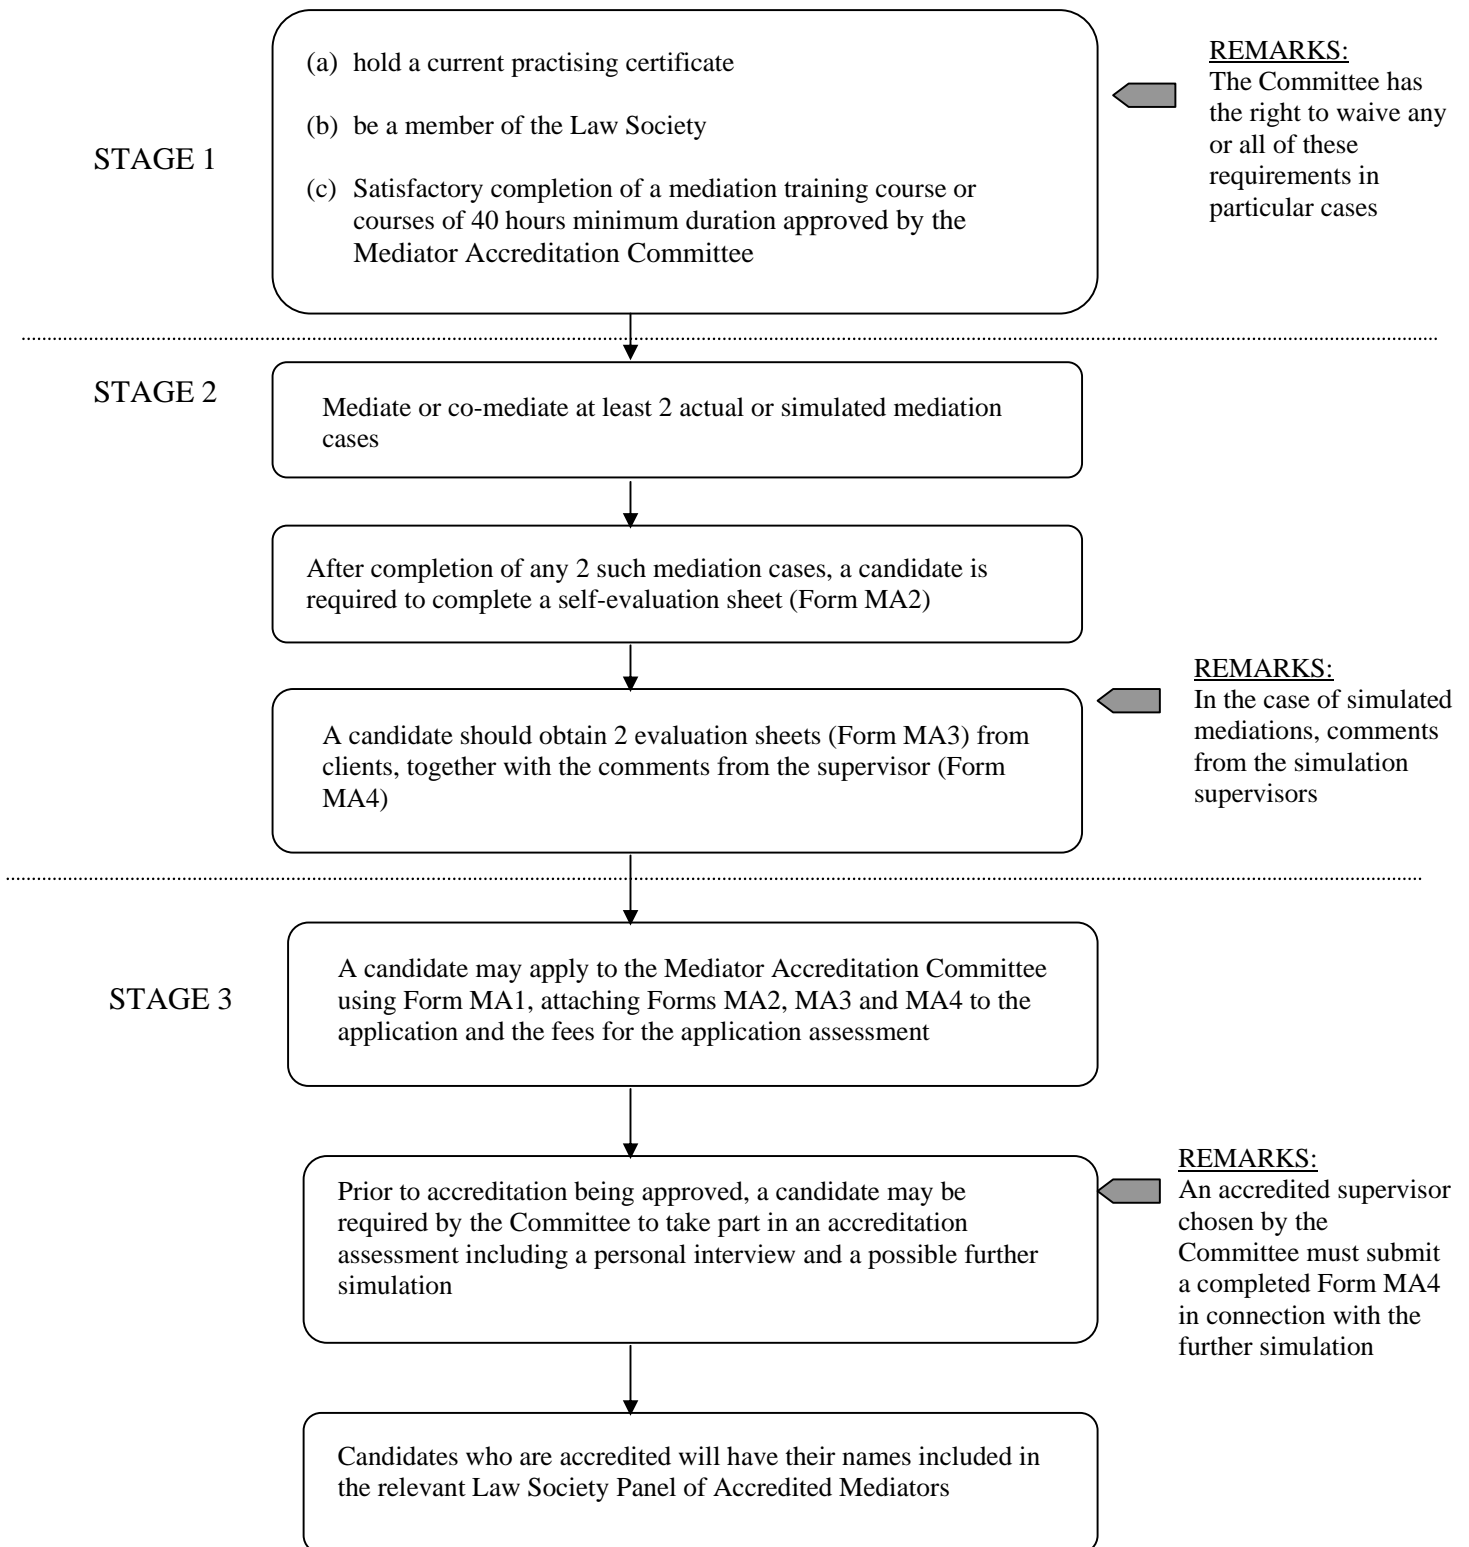 (a) hold a current practising certificate
(b) be a member of the Law Society
STAGE 1
(c) Satisfactory completion of a mediation training course or
courses of 40 hours minimum duration approved by the
Mediator Accreditation Committee
REMARKS:
The Committee has
the right to waive any
or all of these
requirements in
particular cases
STAGE 2
Mediate or co-mediate at least 2 actual or simulated mediation
cases
After completion of any 2 such mediation cases, a candidate is
required to complete a self-evaluation sheet (Form MA2)
A candidate should obtain 2 evaluation sheets (Form MA3) from
clients, together with the comments from the supervisor (Form
MA4)
REMARKS:
In the case of simulated
mediations, comments
from the simulation
supervisors
STAGE 3
A candidate may apply to the Mediator Accreditation Committee
using Form MA1, attaching Forms MA2, MA3 and MA4 to the
application and the fees for the application assessment
Prior to accreditation being approved, a candidate may be
required by the Committee to take part in an accreditation
assessment including a personal interview and a possible further
simulation
REMARKS:
An accredited supervisor
chosen by the
Committee must submit
a completed Form MA4
in connection with the
further simulation
Candidates who are accredited will have their names included in
the relevant Law Society Panel of Accredited Mediators